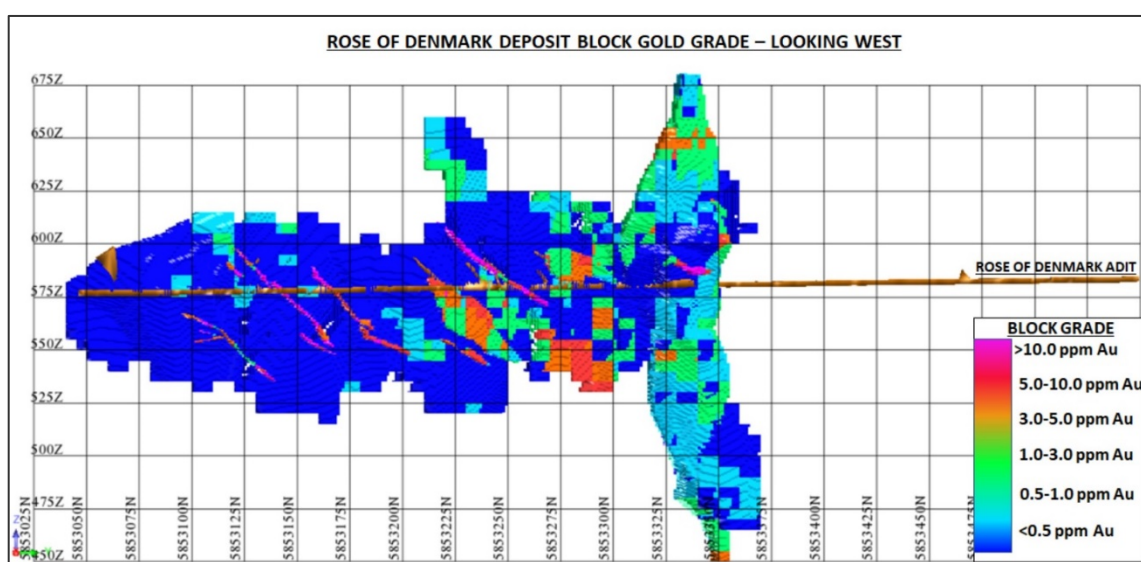 ROSE OF DENMARK DEPOSIT BLOCK GOLD GRADE – LOOKING WEST
675Z
650Z
625Z
600Z
575Z
550Z
525Z
500Z
475Z
450Z
ROSE OF DENMARK ADIT
BLOCK GRADE
>10.0 ppm Au
5.0-10.0 ppm Au
3.0-5.0 ppm Au
1.0-3.0 ppm Au
0.5-1.0 ppm Au
<0.5 ppm Au
5853025N
5853050N
5853075N
5853100N
5853125N
5853150N
5853175N
5853200N
5853225N
5853250N
5853275N
5853300N
5853325N
5853375N
5853400N
5853425N
5853450N
Z